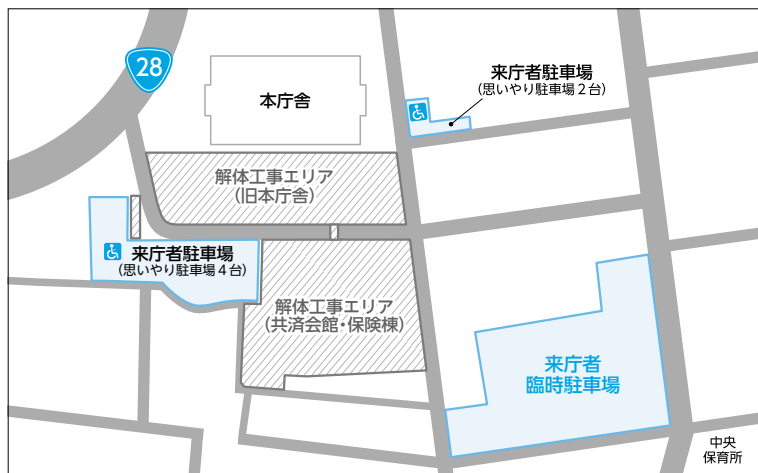 28
本庁舎
来庁者駐車場
(思いやり駐車場2台)
解体工事エリア
(旧本庁舎)
来庁者駐車場
(思いやり駐車場4台)
解体工事エリア
(共済会館・保険棟)
来庁者
臨時駐車場
中央
保育所